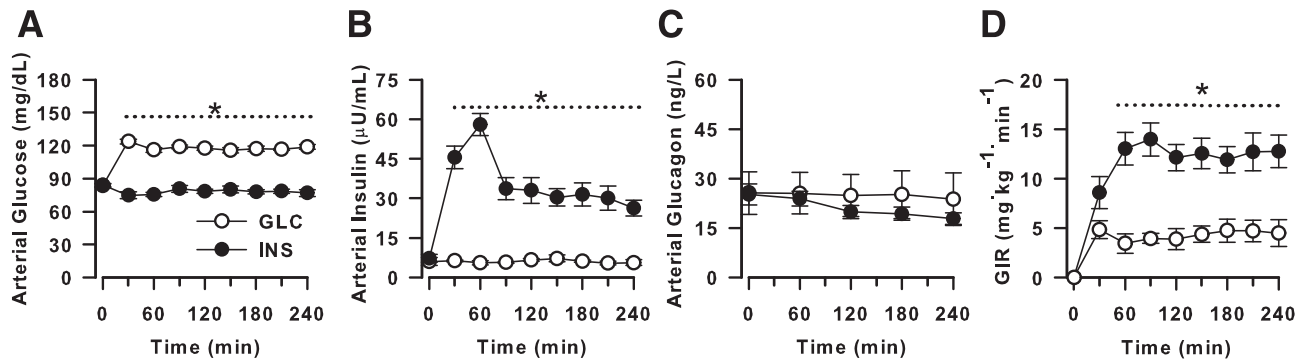 A
Arterial Glucose (mg/dL)
180
150
120
90
60
30
0
*
GLC
INS
0 60 120 180 240
Time (min)
B
Arterial Insulin (μU/mL)
75
60
45
30
15
0
*
0 60 120 180 240
Time (min)
C
Arterial Glucagon (ng/L)
60
45
30
15
0
0 60 120 180 240
Time (min)
D
GIR (mg·kg⁻¹·min⁻¹)
20
15
10
5
0
*
0 60 120 180 240
Time (min)